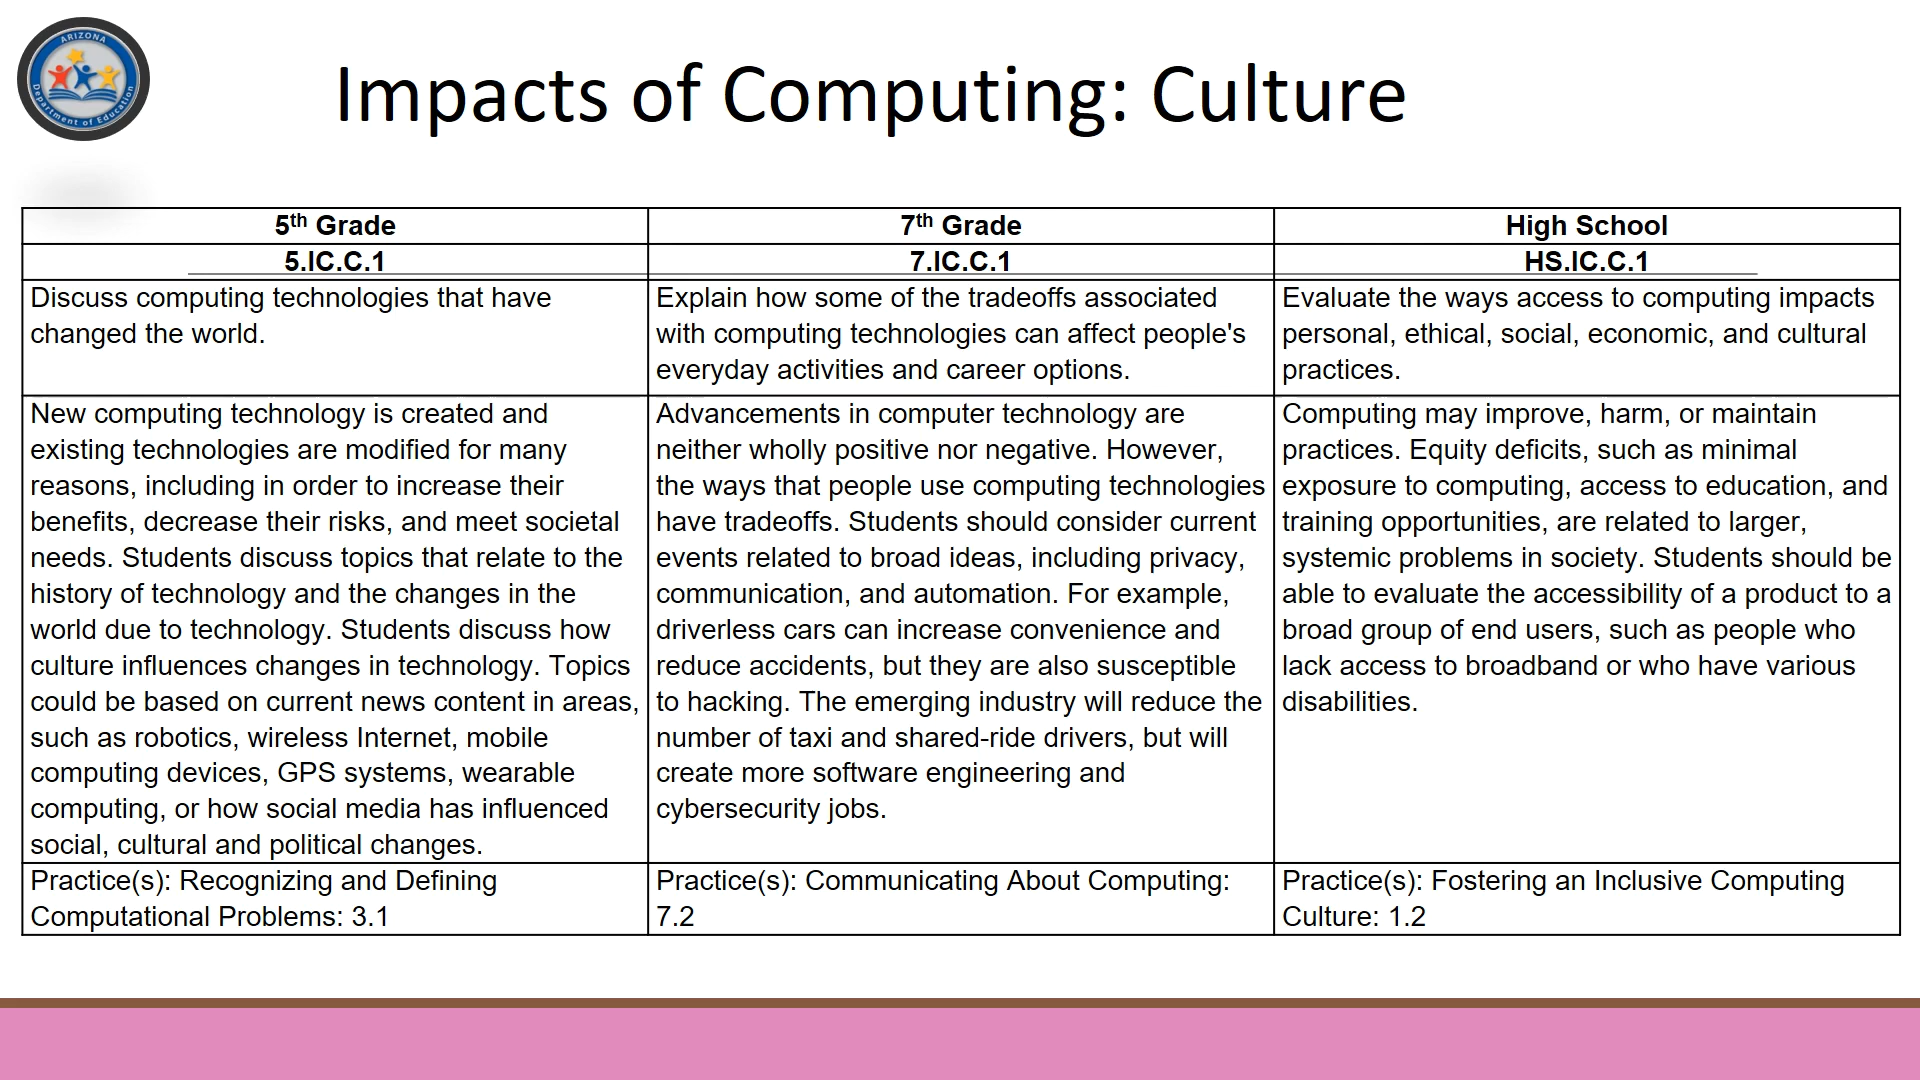 ARIZONA
Department of Education
Impacts of Computing: Culture
5th Grade
7th Grade
High School
5.IC.C.1
7.IC.C.1
HS.IC.C.1
Discuss computing technologies that have
changed the world.
Explain how some of the tradeoffs associated
with computing technologies can affect people's
everyday activities and career options.
Evaluate the ways access to computing impacts
personal, ethical, social, economic, and cultural
practices.
New computing technology is created and
existing technologies are modified for many
reasons, including in order to increase their
benefits, decrease their risks, and meet societal
needs. Students discuss topics that relate to the
history of technology and the changes in the
world due to technology. Students discuss how
culture influences changes in technology. Topics
could be based on current news content in areas,
such as robotics, wireless Internet, mobile
computing devices, GPS systems, wearable
computing, or how social media has influenced
social, cultural and political changes.
Advancements in computer technology are
neither wholly positive nor negative. However,
the ways that people use computing technologies
have tradeoffs. Students should consider current
events related to broad ideas, including privacy,
communication, and automation. For example,
driverless cars can increase convenience and
reduce accidents, but they are also susceptible
to hacking. The emerging industry will reduce the
number of taxi and shared-ride drivers, but will
create more software engineering and
cybersecurity jobs.
Computing may improve, harm, or maintain
practices. Equity deficits, such as minimal
exposure to computing, access to education, and
training opportunities, are related to larger,
systemic problems in society. Students should be
able to evaluate the accessibility of a product to a
broad group of end users, such as people who
lack access to broadband or who have various
disabilities.
Practice(s): Recognizing and Defining
Computational Problems: 3.1
Practice(s): Communicating About Computing:
7.2
Practice(s): Fostering an Inclusive Computing
Culture: 1.2